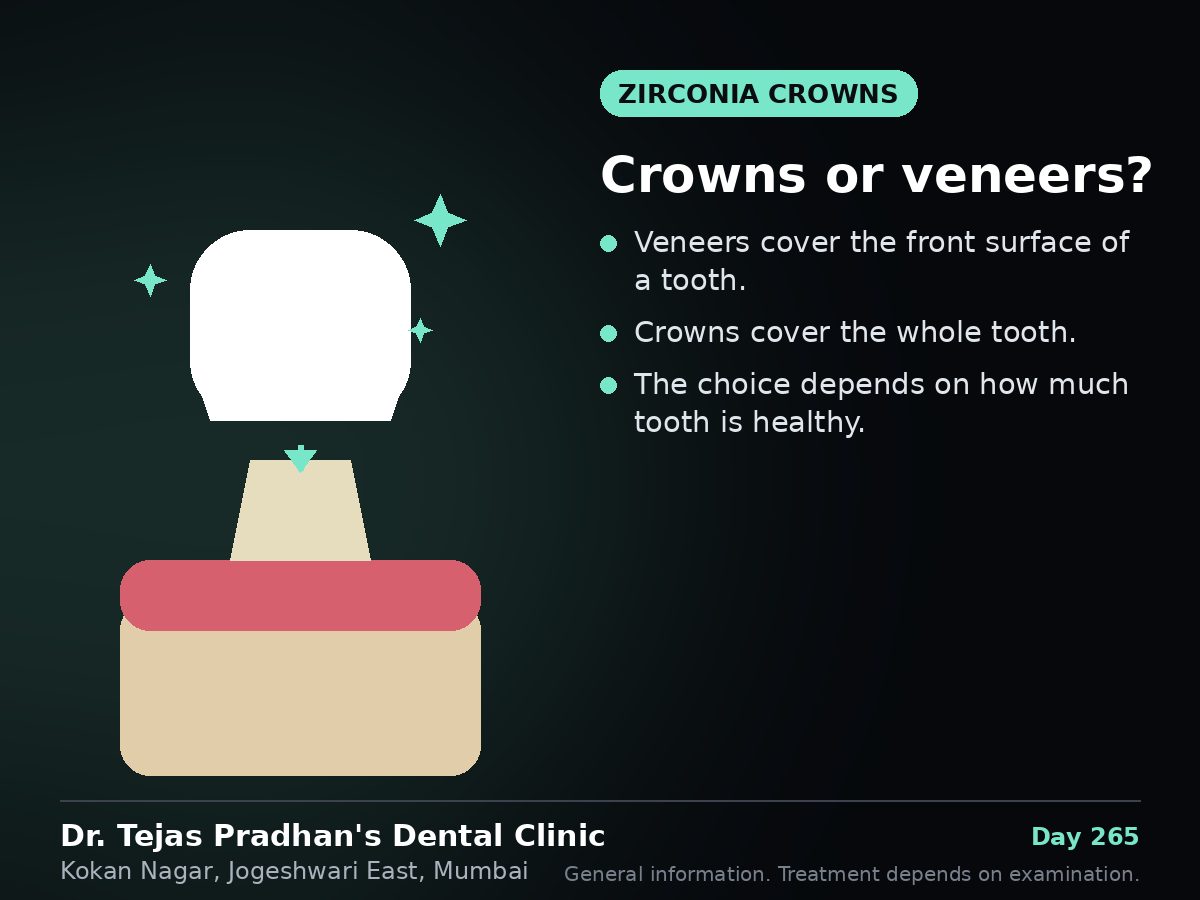 ZIRCONIA CROWNS
Crowns or veneers?
Veneers cover the front surface of
a tooth.
Crowns cover the whole tooth.
The choice depends on how much
tooth is healthy.
Dr. Tejas Pradhan's Dental Clinic
Kokan Nagar, Jogeshwari East, Mumbai
Day 265
General information. Treatment depends on examination.